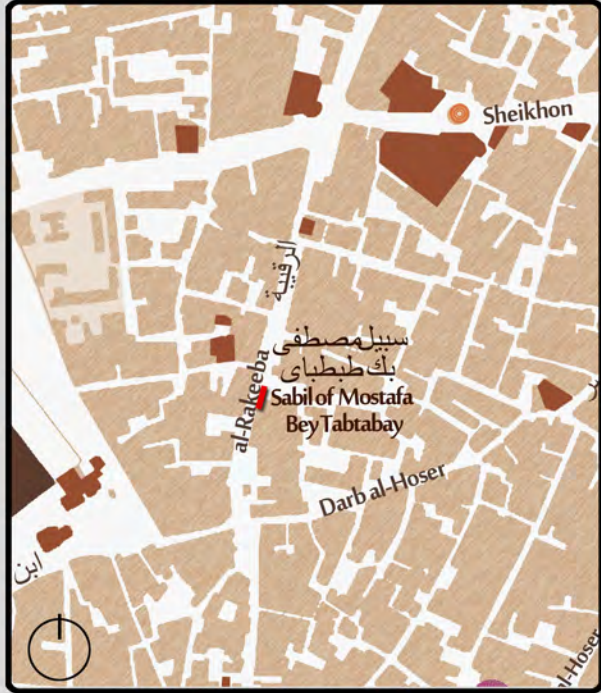 Sheikhon
الرقيبة
سبيل مصطفى
بك طبطباى
al-Rakeeba
Sabil of Mostafa
Bey Tabtabay
Darb al-Hoser
ابن
al-Hoser